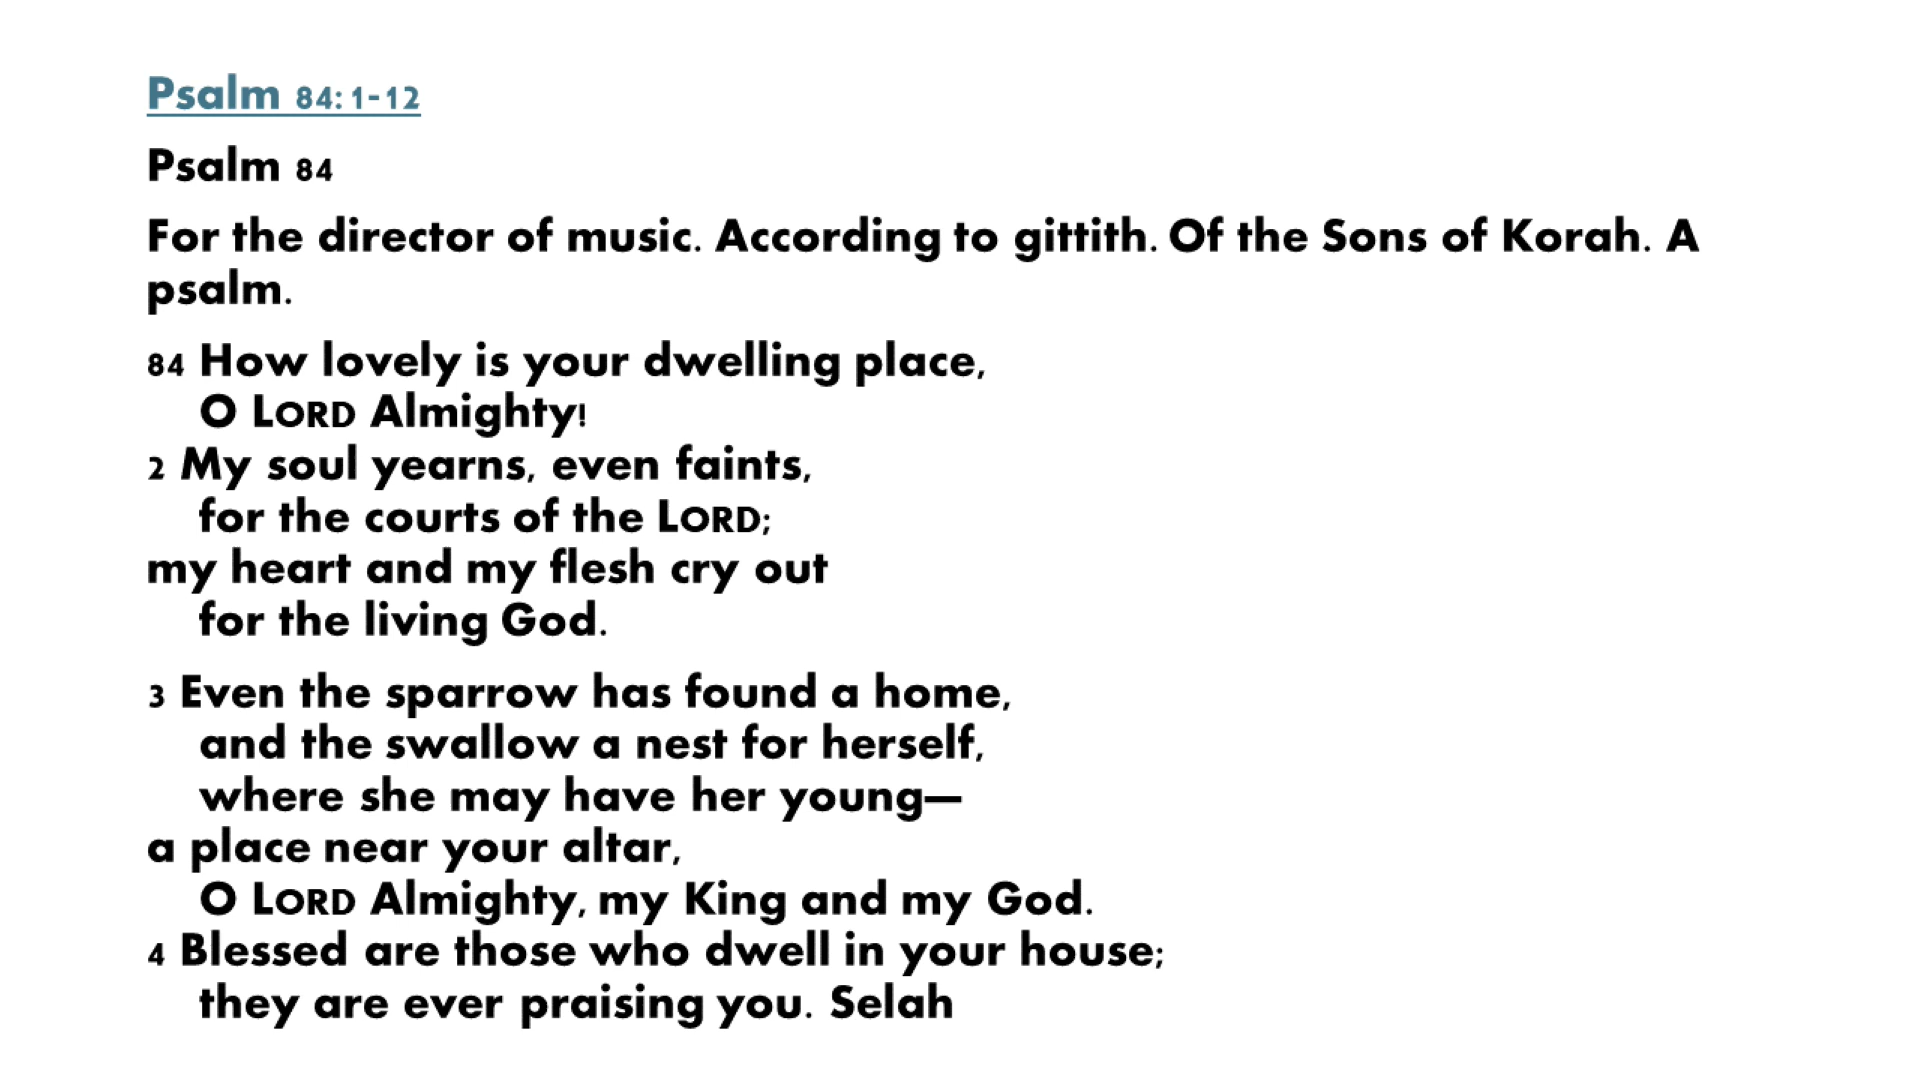 Psalm 84:1-12
Psalm 84
For the director of music. According to gittith. Of the Sons of Korah. A
psalm.
84 How lovely is your dwelling place,
O LORD Almighty!
2 My soul yearns, even faints,
for the courts of the LORD;
my heart and my flesh cry out
for the living God.
3 Even the sparrow has found a home,
and the swallow a nest for herself,
where she may have her young—
a place near your altar,
O LORD Almighty, my King and my God.
4 Blessed are those who dwell in your house;
they are ever praising you. Selah